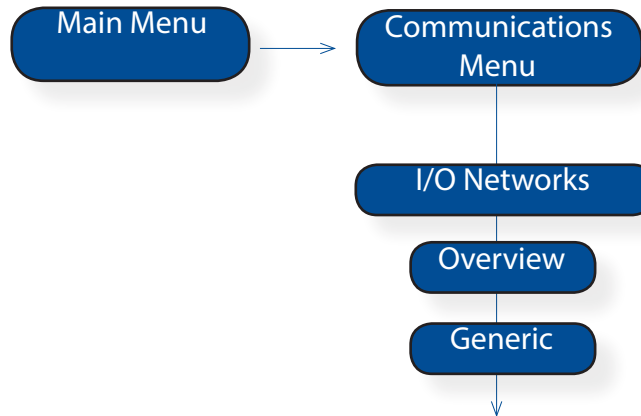 Main Menu
Communications
Menu
I/O Networks
Overview
Generic